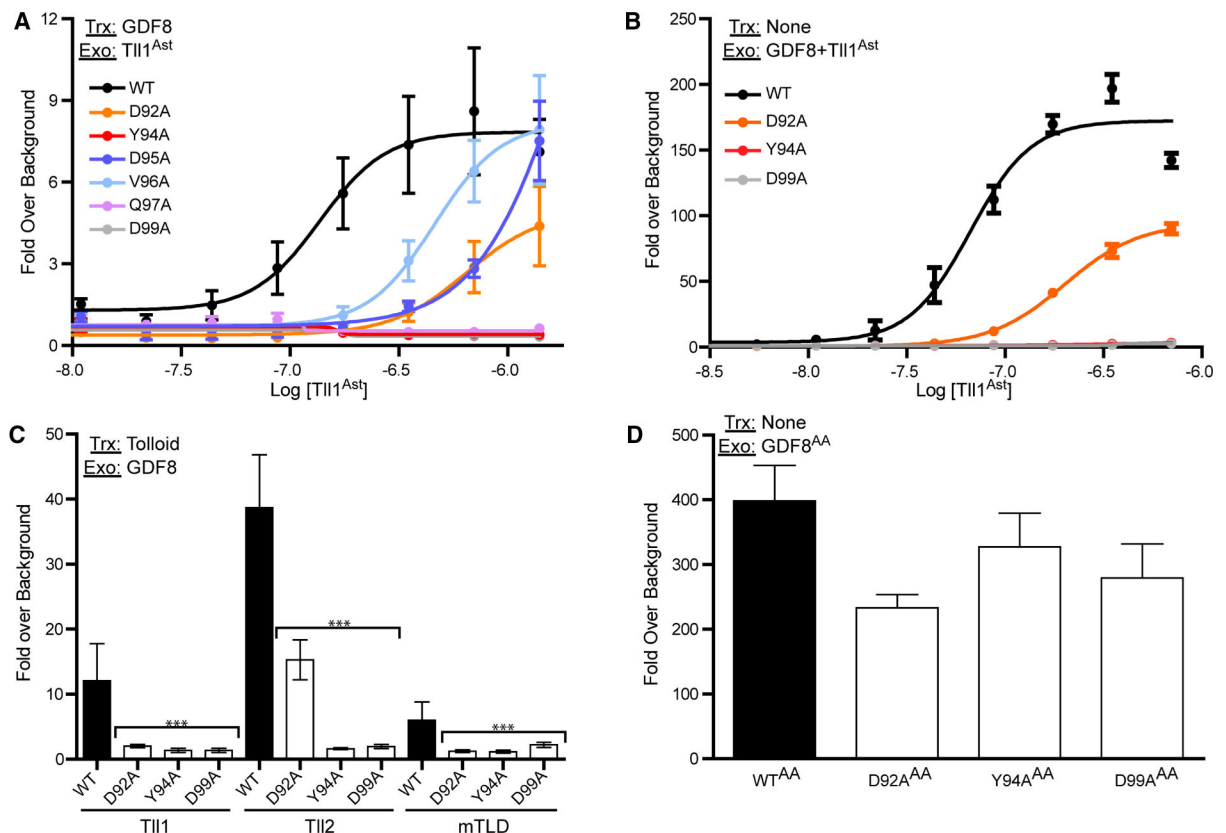 A
Trx: GDF8
Exo: Tll1Ast
WT
D92A
Y94A
D95A
V96A
Q97A
D99A
Fold Over Background
12
9
6
3
0
-8.0 -7.5 -7.0 -6.5 -6.0
Log [Tll1Ast]
B
Trx: None
Exo: GDF8+Tll1Ast
WT
D92A
Y94A
D99A
Fold over Background
250
200
150
100
50
0
-8.5 -8.0 -7.5 -7.0 -6.5 -6.0
Log [Tll1Ast]
C
Trx: Tolloid
Exo: GDF8
Fold over Background
50
40
30
20
10
0
*** *** ***
WT D92A Y94A D99A WT D92A Y94A D99A WT D92A Y94A D99A
Tll1 Tll2 mTLD
D
Trx: None
Exo: GDF8AA
Fold Over Background
500
400
300
200
100
0
WTAA D92AAA Y94AAA D99AAA